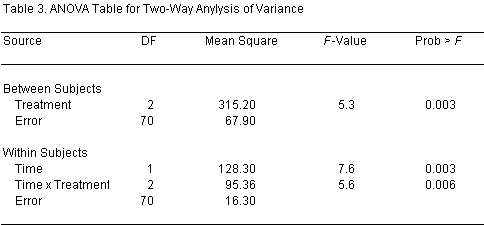 Table 3. ANOVA Table for Two-Way Anylysis of Variance
Source DF Mean Square F-Value Prob > F
Between Subjects
Treatment 2 315.20 5.3 0.003
Error 70 67.90
Within Subjects
Time 1 128.30 7.6 0.003
Time x Treatment 2 95.36 5.6 0.006
Error 70 16.30